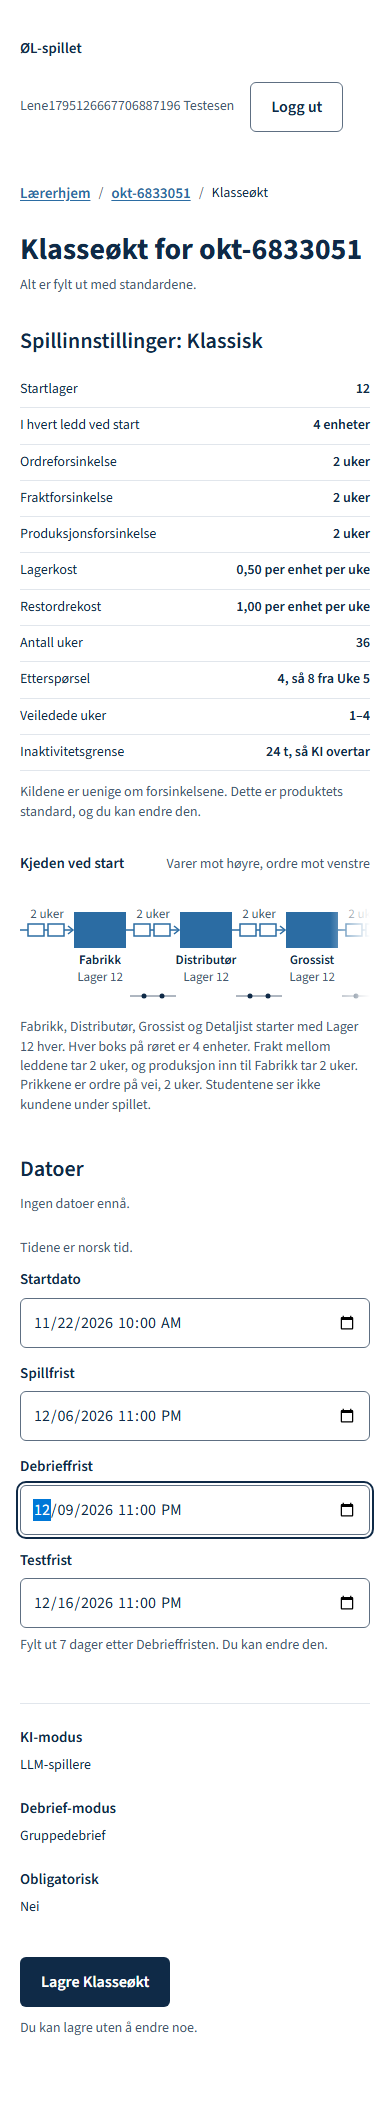 ØL-spillet
Lene1795126667706887196 Testesen
Logg ut
Lærerhjem / okt-6833051 / Klasseøkt
Klasseøkt for okt-6833051
Alt er fylt ut med standardene.
Spillinnstillinger: Klassisk
Startlager 12
I hvert ledd ved start 4 enheter
Ordreforsinkelse 2 uker
Fraktforsinkelse 2 uker
Produksjonsforsinkelse 2 uker
Lagerkost 0,50 per enhet per uke
Restordrekost 1,00 per enhet per uke
Antall uker 36
Etterspørsel 4, så 8 fra Uke 5
Veiledede uker 1–4
Inaktivitetsgrense 24 t, så KI overtar
Kildene er uenige om forsinkelsene. Dette er produktets
standard, og du kan endre den.
Kjeden ved start Varer mot høyre, ordre mot venstre
2 uker 2 uker 2 uker 2 u
Fabrikk Distributør Grossist
Lager 12 Lager 12 Lager 12
Fabrikk, Distributør, Grossist og Detaljist starter med Lager
12 hver. Hver boks på røret er 4 enheter. Frakt mellom
leddene tar 2 uker, og produksjon inn til Fabrikk tar 2 uker.
Prikkene er ordre på vei, 2 uker. Studentene ser ikke
kundene under spillet.
Datoer
Ingen datoer ennå.
Tidene er norsk tid.
Startdato
11/22/2026 10:00 AM
Spillfrist
12/06/2026 11:00 PM
Debrieffrist
12/09/2026 11:00 PM
Testfrist
12/16/2026 11:00 PM
Fylt ut 7 dager etter Debrieffristen. Du kan endre den.
KI-modus
LLM-spillere
Debrief-modus
Gruppedebrief
Obligatorisk
Nei
Lagre Klasseøkt
Du kan lagre uten å endre noe.